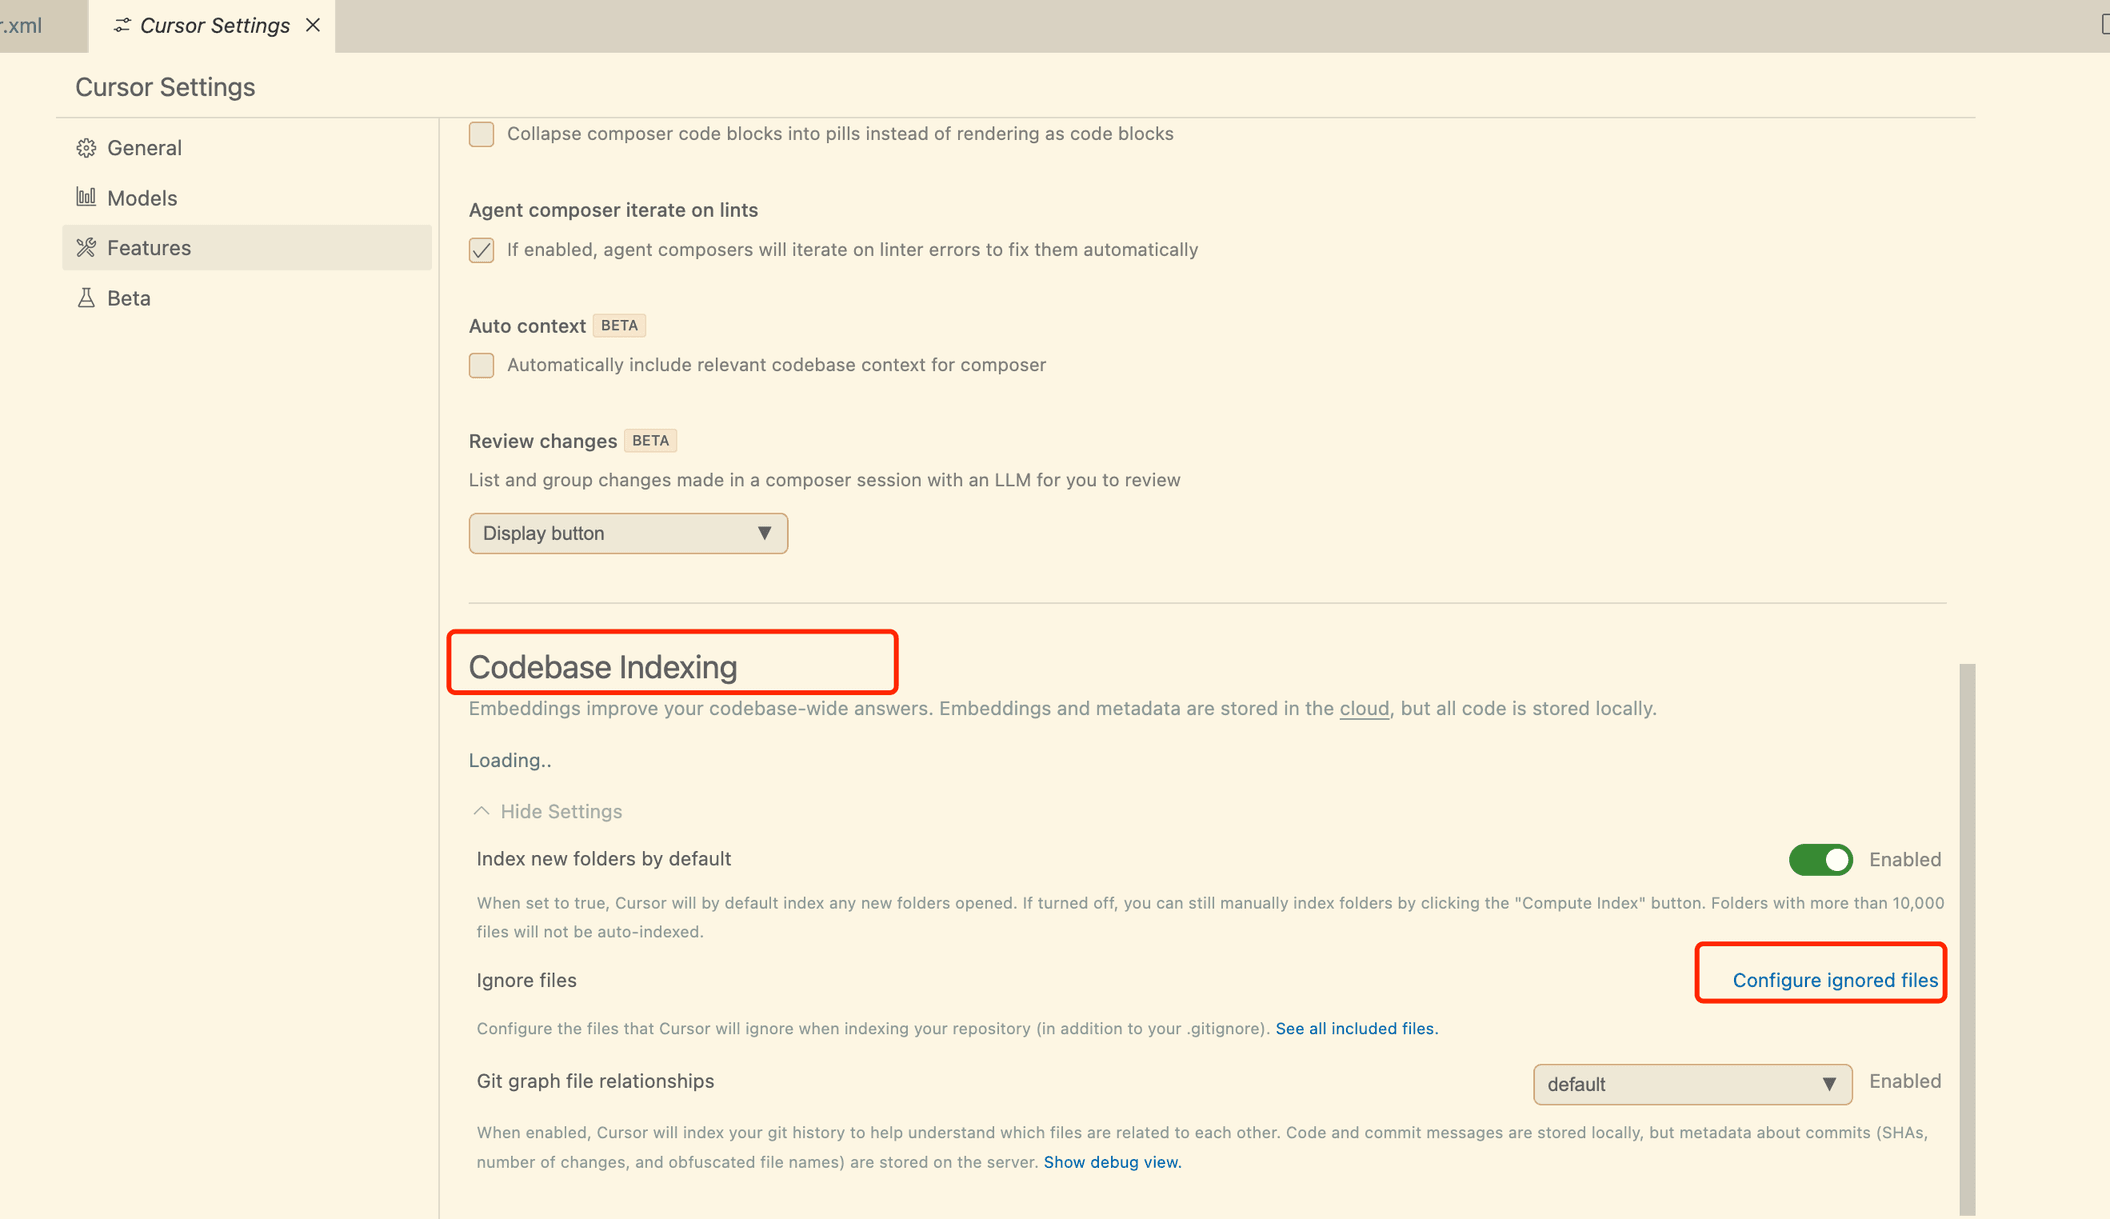 r.xml
Cursor Settings
Cursor Settings
General
Models
Features
Beta
Collapse composer code blocks into pills instead of rendering as code blocks
Agent composer iterate on lints
If enabled, agent composers will iterate on linter errors to fix them automatically
Auto context BETA
Automatically include relevant codebase context for composer
Review changes BETA
List and group changes made in a composer session with an LLM for you to review
Display button
Codebase Indexing
Embeddings improve your codebase-wide answers. Embeddings and metadata are stored in the cloud, but all code is stored locally.
Loading..
Hide Settings
Index new folders by default
Enabled
When set to true, Cursor will by default index any new folders opened. If turned off, you can still manually index folders by clicking the "Compute Index" button. Folders with more than 10,000
files will not be auto-indexed.
Ignore files
Configure ignored files
Configure the files that Cursor will ignore when indexing your repository (in addition to your .gitignore). See all included files.
Git graph file relationships
default
Enabled
When enabled, Cursor will index your git history to help understand which files are related to each other. Code and commit messages are stored locally, but metadata about commits (SHAs,
number of changes, and obfuscated file names) are stored on the server. Show debug view.